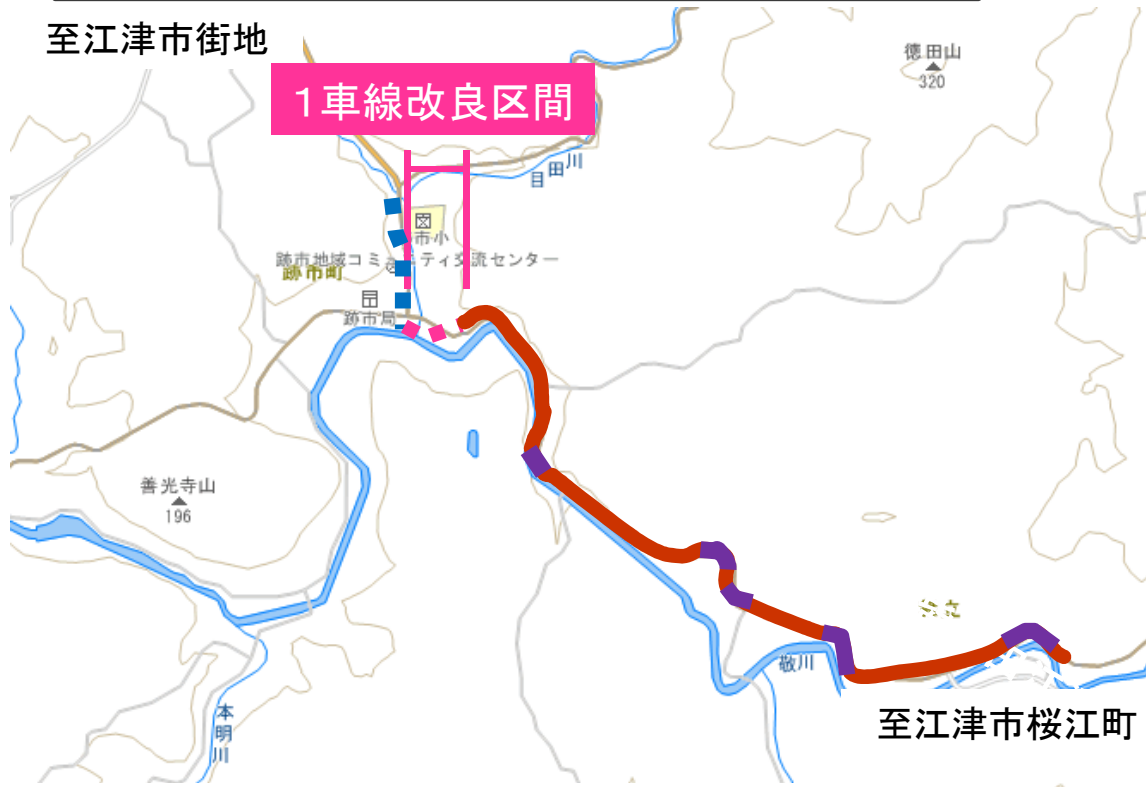 至江津市街地
徳田山
320
1車線改良区間
目田川
跡市地域コミュ
ティ交流センター
跡市町
跡市局
善光寺山
196
敬川
本明川
至江津市桜江町